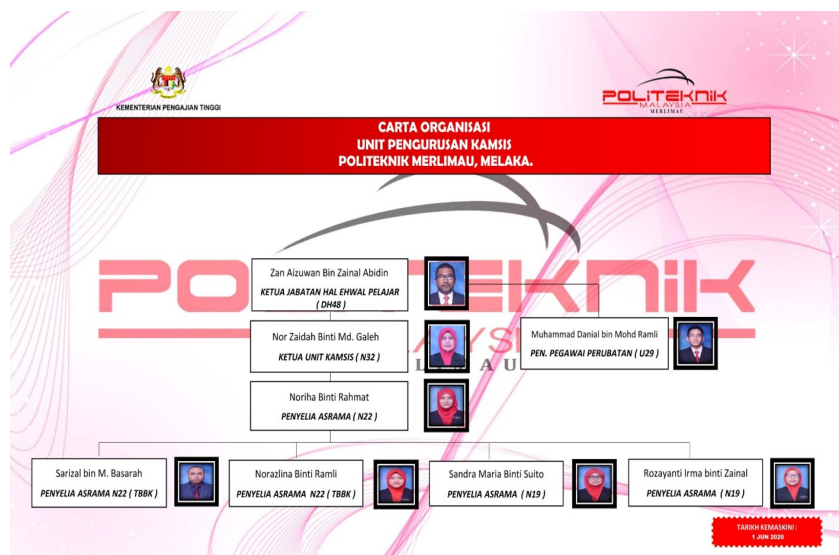 KEMENTERIAN PENGAJIAN TINGGI
POLITEKNIK
MALAYSIA
MERLIMAU
CARTA ORGANISASI
UNIT PENGURUSAN KAMSIS
POLITEKNIK MERLIMAU, MELAKA.
Zan Aizuwan Bin Zainal Abidin
KETUA JABATAN HAL EHWAL PELAJAR
( DH48 )
Nor Zaidah Binti Md. Galeh
KETUA UNIT KAMSIS ( N32 )
Muhammad Danial bin Mohd Ramli
PEN. PEGAWAI PERUBATAN ( U29 )
Noriha Binti Rahmat
PENYELIA ASRAMA ( N22 )
Sarizal bin M. Basarah
PENYELIA ASRAMA N22 ( TBBK )
Norazlina Binti Ramli
PENYELIA ASRAMA N22 ( TBBK )
Sandra Maria Binti Suito
PENYELIA ASRAMA ( N19 )
Rozayanti Irma binti Zainal
PENYELIA ASRAMA ( N19 )
TARIKH KEMASKINI :
1 JUN 2020